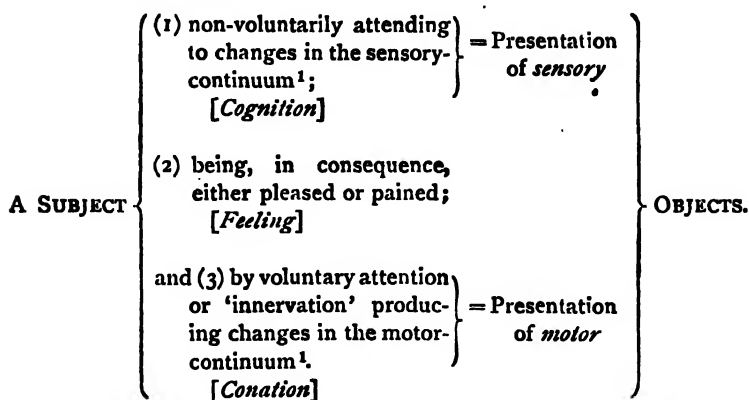 (1) non-voluntarily attending = Presentation
to changes in the sensory- of sensory
continuum¹;
[Cognition]
(2) being, in consequence,
either pleased or pained;
[Feeling]
A SUBJECT OBJECTS.
and (3) by voluntary attention
or ‘innervation’ produc- = Presentation
ing changes in the motor- of motor
continuum¹.
[Conation]